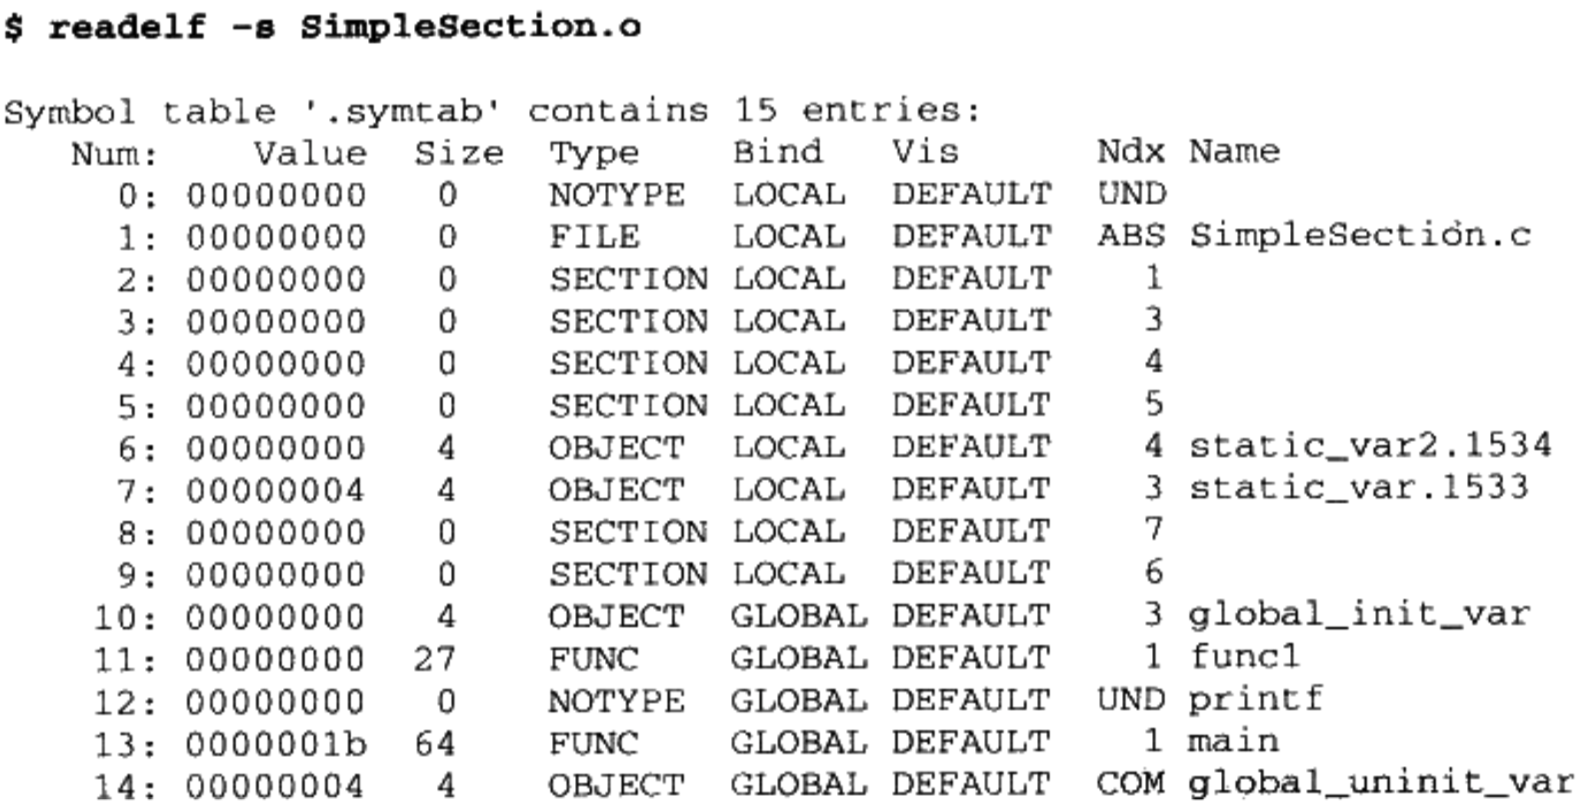 $ readelf -s SimpleSection.o
Symbol table '.symtab' contains 15 entries:
Num: Value Size Type Bind Vis Ndx Name
0: 00000000 0 NOTYPE LOCAL DEFAULT UND
1: 00000000 0 FILE LOCAL DEFAULT ABS SimpleSection.c
2: 00000000 0 SECTION LOCAL DEFAULT 1
3: 00000000 0 SECTION LOCAL DEFAULT 3
4: 00000000 0 SECTION LOCAL DEFAULT 4
5: 00000000 0 SECTION LOCAL DEFAULT 5
6: 00000000 4 OBJECT LOCAL DEFAULT 4 static_var2.1534
7: 00000004 4 OBJECT LOCAL DEFAULT 3 static_var.1533
8: 00000000 0 SECTION LOCAL DEFAULT 7
9: 00000000 0 SECTION LOCAL DEFAULT 6
10: 00000000 4 OBJECT GLOBAL DEFAULT 3 global_init_var
11: 00000000 27 FUNC GLOBAL DEFAULT 1 func1
12: 00000000 0 NOTYPE GLOBAL DEFAULT UND printf
13: 0000001b 64 FUNC GLOBAL DEFAULT 1 main
14: 00000004 4 OBJECT GLOBAL DEFAULT COM global_uninit_var